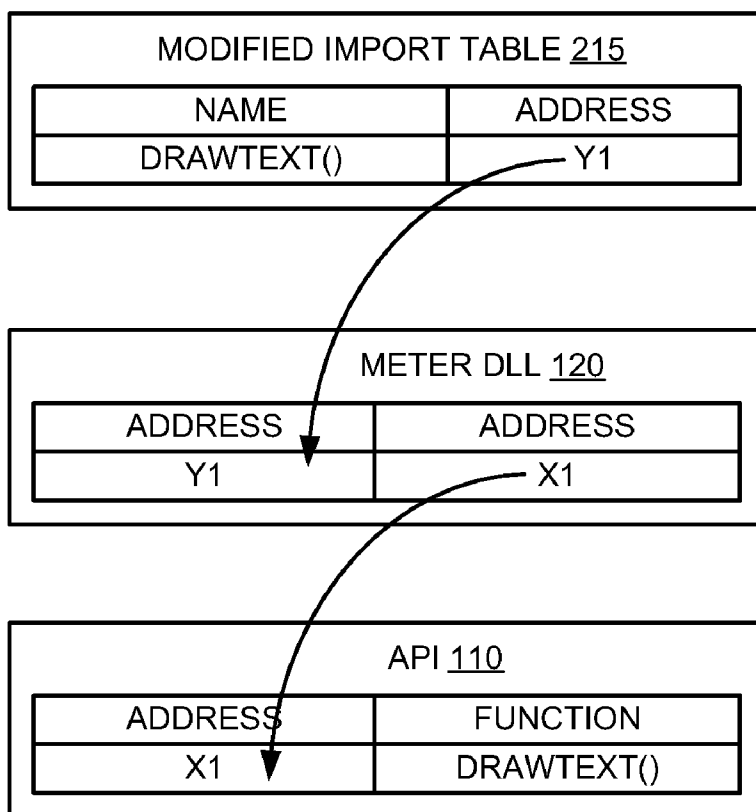 MODIFIED IMPORT TABLE 215
NAME ADDRESS
DRAWTEXT() Y1
METER DLL 120
ADDRESS ADDRESS
Y1 X1
API 110
ADDRESS FUNCTION
X1 DRAWTEXT()